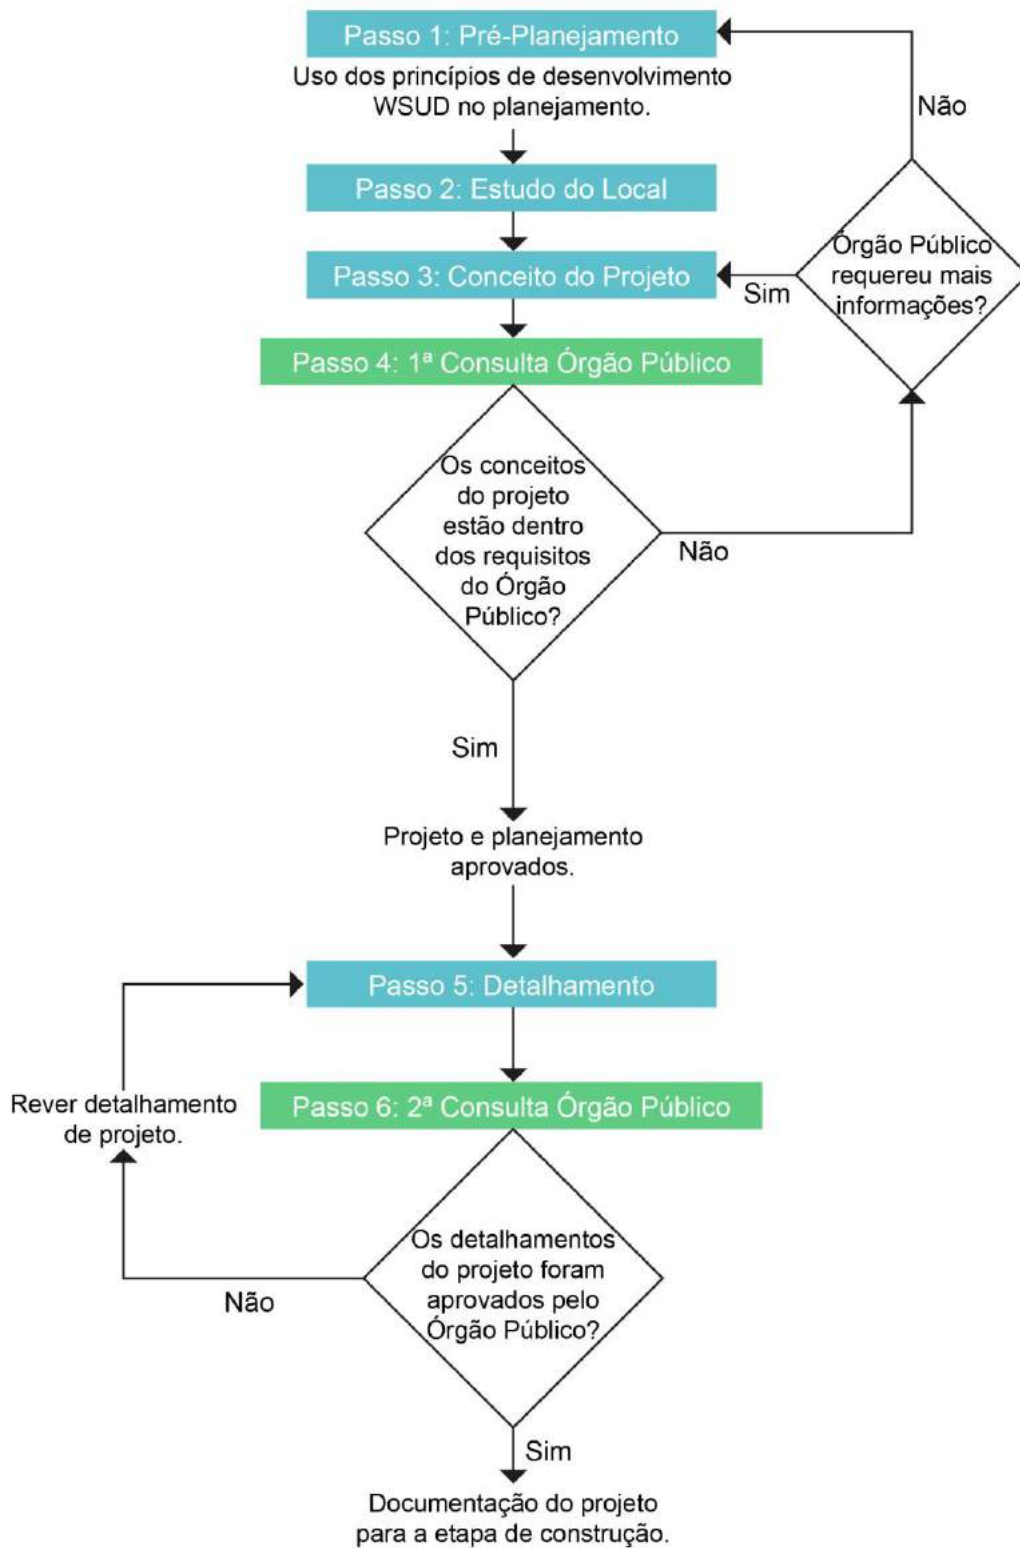 Passo 1: Pré-Planejamento
Uso dos princípios de desenvolvimento
WSUD no planejamento.
Não
Passo 2: Estudo do Local
Órgão Público
requereu mais
informações?
Passo 3: Conceito do Projeto
Sim
Passo 4: 1ª Consulta Órgão Público
Os conceitos
do projeto
estão dentro
dos requisitos
do Órgão
Público?
Não
Sim
Projeto e planejamento
aprovados.
Passo 5: Detalhamento
Rever detalhamento
de projeto.
Passo 6: 2ª Consulta Órgão Público
Os detalhamentos
do projeto foram
aprovados pelo
Órgão Público?
Não
Sim
Documentação do projeto
para a etapa de construção.